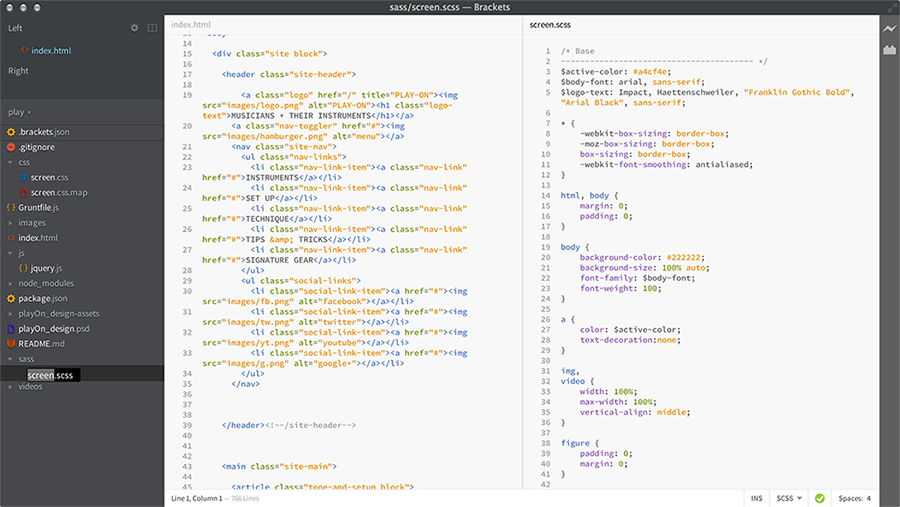 sass/screen.scss — Brackets
Left
index.html
Right
play
.brackets.json
.gitignore
css
screen.css
screen.css.map
Gruntfile.js
images
index.html
js
jquery.js
node_modules
package.json
playOn_design-assets
playOn_design.psd
README.md
sass
screen.scss
videos
index.html
14
15 <div class="site block">
16
17 <header class="site-header">
18
19 <a class="logo" href="/" title="PLAY-ON"><img
src="images/logo.png" alt="PLAY-ON"><h1 class="logo-
text">MUSICIANS + THEIR INSTRUMENTS</h1></a>
20 <a class="nav-toggler" href="#"><img
src="images/hamburger.png" alt="menu"></a>
21 <nav class="site-nav">
22 <ul class="nav-links">
23 <li class="nav-link-item"><a class="nav-link"
href="#">INSTRUMENTS</a></li>
24 <li class="nav-link-item"><a class="nav-link"
href="#">SET UP</a></li>
25 <li class="nav-link-item"><a class="nav-link"
href="#">TECHNIQUE</a></li>
26 <li class="nav-link-item"><a class="nav-link"
href="#">TIPS &amp; TRICKS</a></li>
27 <li class="nav-link-item"><a class="nav-link"
href="#">SIGNATURE GEAR</a></li>
28 </ul>
29 <ul class="social-links">
30 <li class="social-link-item"><a href="#"><img
src="images/fb.png" alt="facebook"></a></li>
31 <li class="social-link-item"><a href="#"><img
src="images/tw.png" alt="twitter"></a></li>
32 <li class="social-link-item"><a href="#"><img
src="images/yt.png" alt="youtube"></a></li>
33 <li class="social-link-item"><a href="#"><img
src="images/g.png" alt="google+"></a></li>
34 </ul>
35 </nav>
36
37
38
39 </header><!--/site-header-->
40
41
42
43 <main class="site-main">
44
45 <article class="tone-and-setup block">
screen.scss
1 /* Base
2 --------------------------------------- */
3 $active-color: #a4cf4e;
4 $body-font: arial, sans-serif;
5 $logo-text: Impact, Haettenschweiler, "Franklin Gothic Bold",
"Arial Black", sans-serif;
6
7 * {
8 -webkit-box-sizing: border-box;
9 -moz-box-sizing: border-box;
10 box-sizing: border-box;
11 -webkit-font-smoothing: antialiased;
12 }
13
14 html, body {
15 margin: 0;
16 padding: 0;
17 }
18
19 body {
20 background-color: #222222;
21 background-size: 100% auto;
22 font-family: $body-font;
23 font-weight: 100;
24 }
25
26 a {
27 color: $active-color;
28 text-decoration:none;
29 }
30
31 img,
32 video {
33 width: 100%;
34 max-width: 100%;
35 vertical-align: middle;
36 }
37
38 figure {
39 padding: 0;
40 margin: 0;
41 }
42
Line 1, Column 1 — 766 Lines
INS
SCSS
Spaces: 4